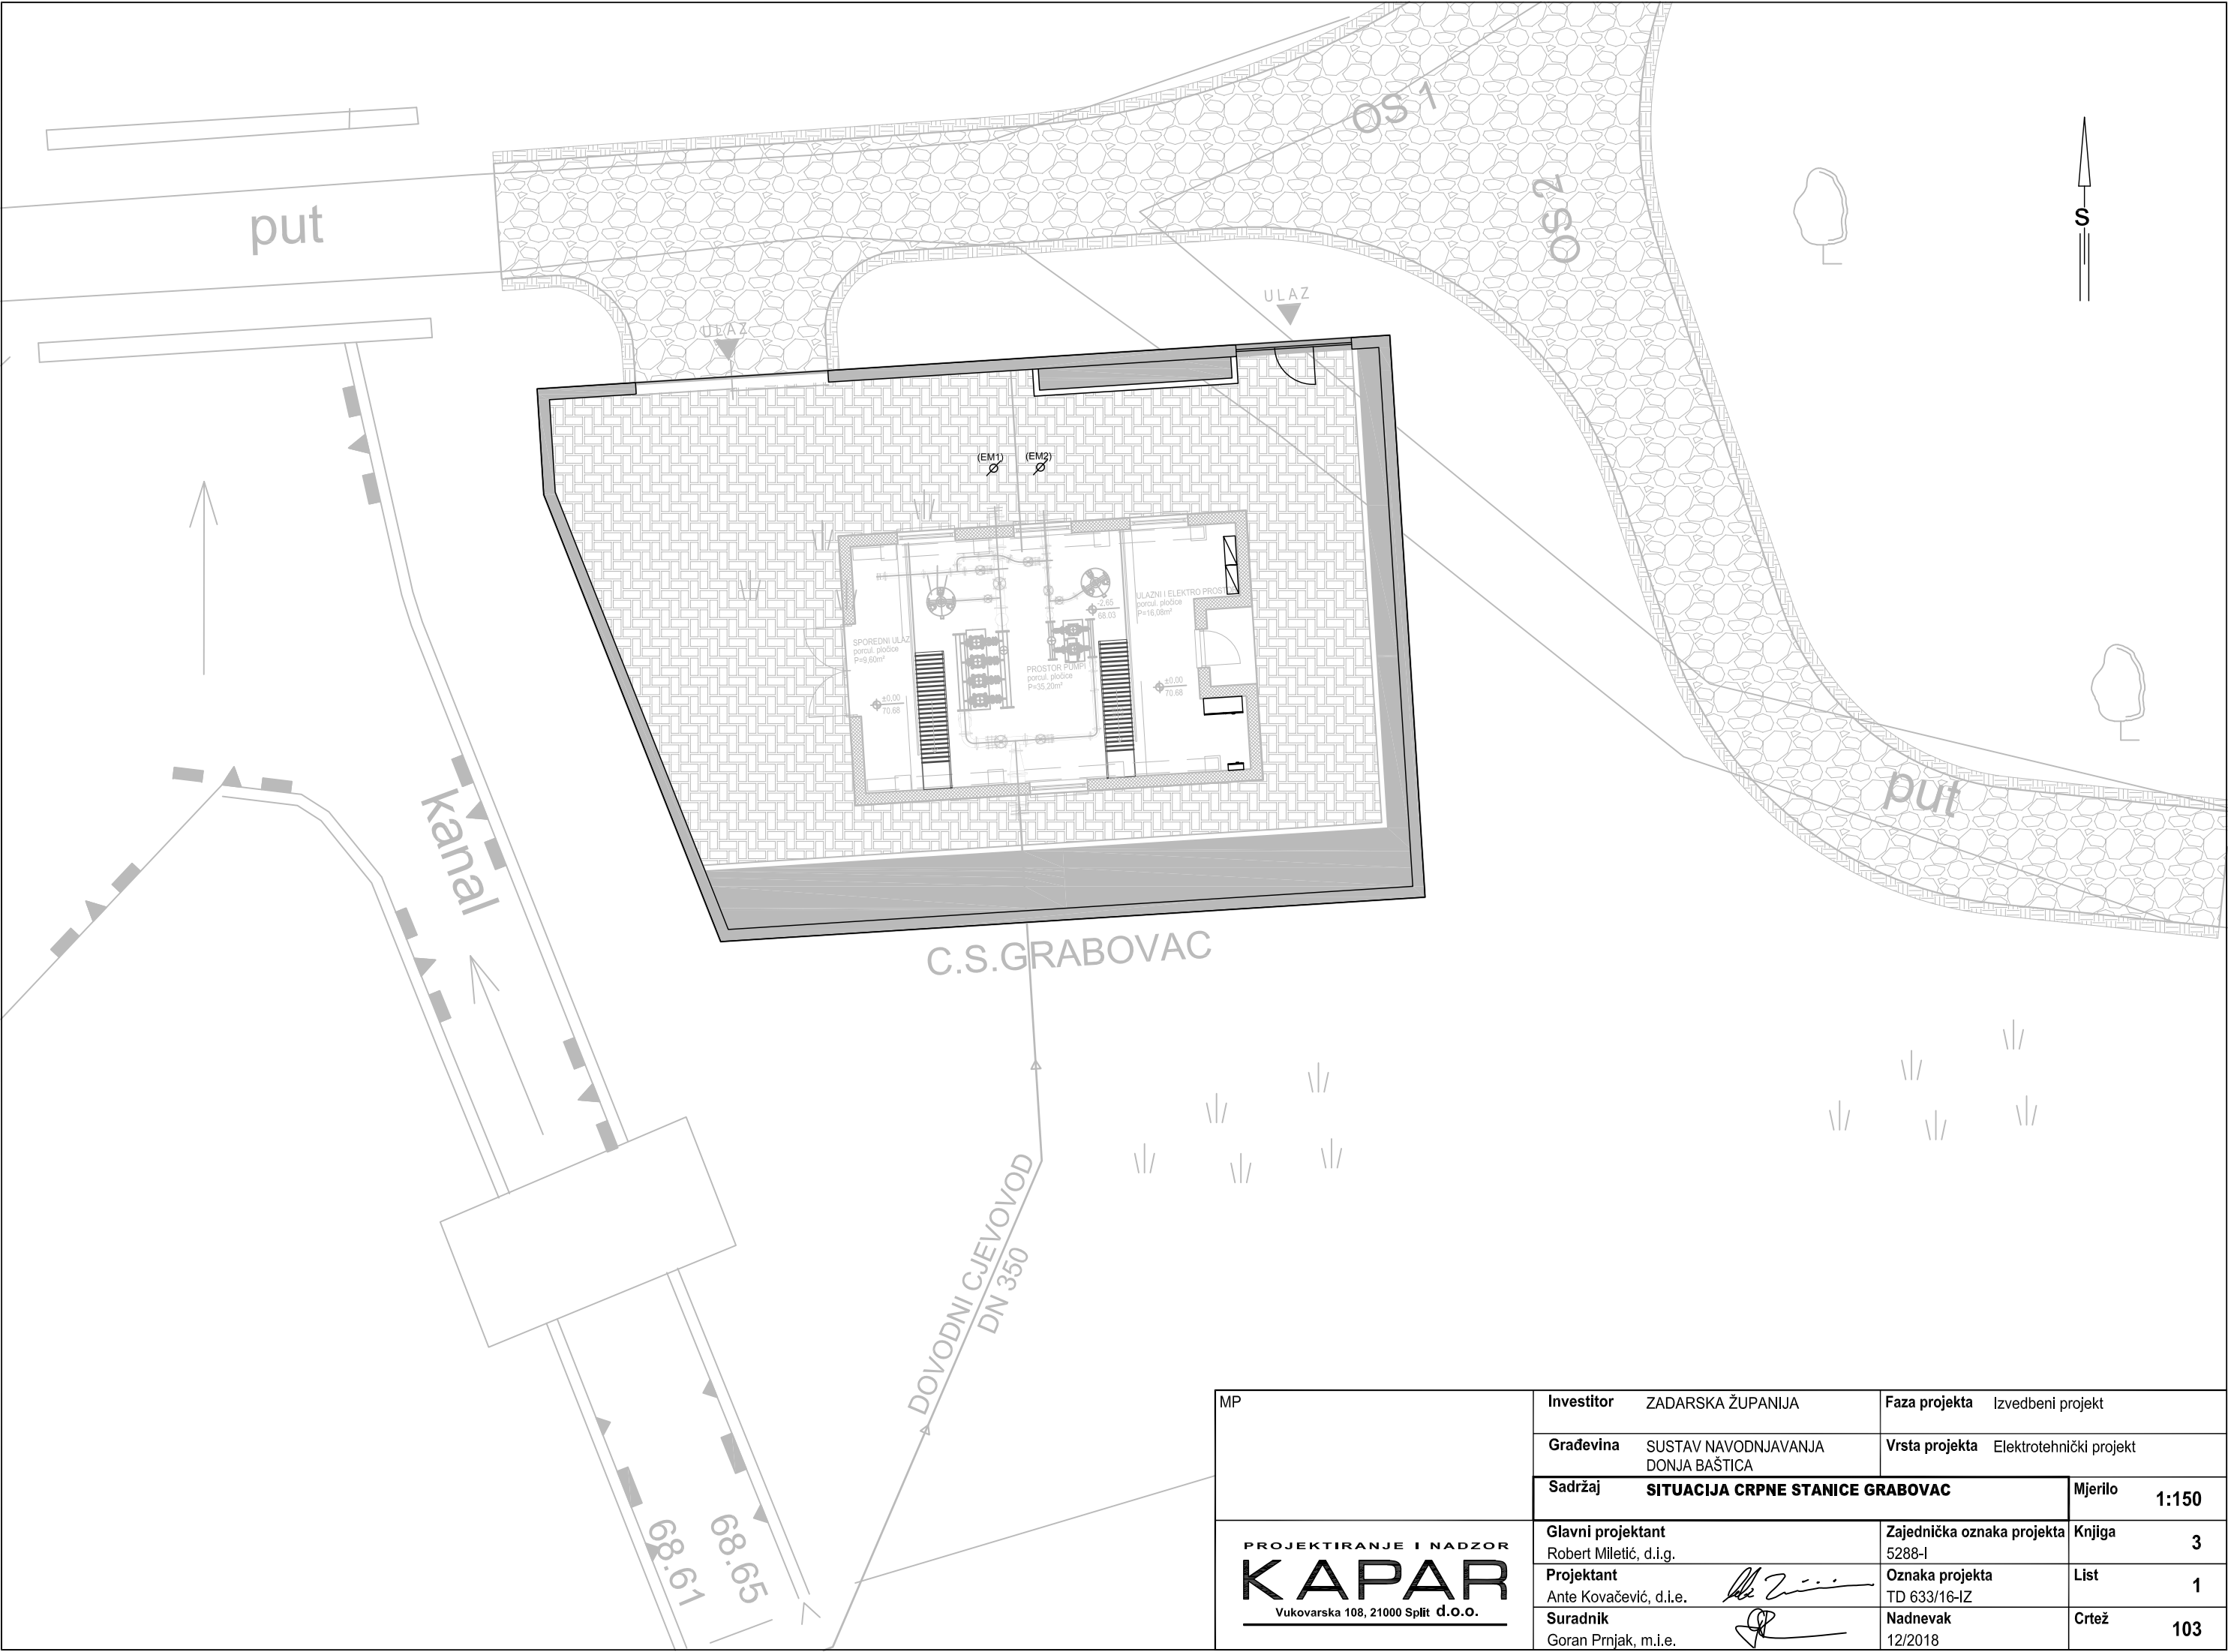 OS 1
put
OS 2
S
ULAZ
ULAZ
(EM1) (EM2)
ULAZNI I ELEKTRO PROST
porcul. pločice
P=16,08m²
-2,65
68.03
SPOREDNI ULAZ
porcul. pločice
P=9,60m²
PROSTOR PUMPI
porcul. pločice
P=35,20m²
±0,00
70.68
±0,00
70.68
put
kanal
C.S.GRABOVAC
DOVODNI CJEVOVOD
DN 350
68.61
68.65
MP
Investitor ZADARSKA ŽUPANIJA
Faza projekta Izvedbeni projekt
Građevina SUSTAV NAVODNJAVANJA
DONJA BAŠTICA
Vrsta projekta Elektrotehnički projekt
Sadržaj SITUACIJA CRPNE STANICE GRABOVAC
Mjerilo 1:150
PROJEKTIRANJE I NADZOR
KAPAR
Vukovarska 108, 21000 Split d.o.o.
Glavni projektant
Robert Miletić, d.i.g.
Zajednička oznaka projekta
5288-I
Knjiga 3
Projektant
Ante Kovačević, d.i.e.
Oznaka projekta
TD 633/16-IZ
List 1
Suradnik
Goran Prnjak, m.i.e.
Nadnevak
12/2018
Crtež 103